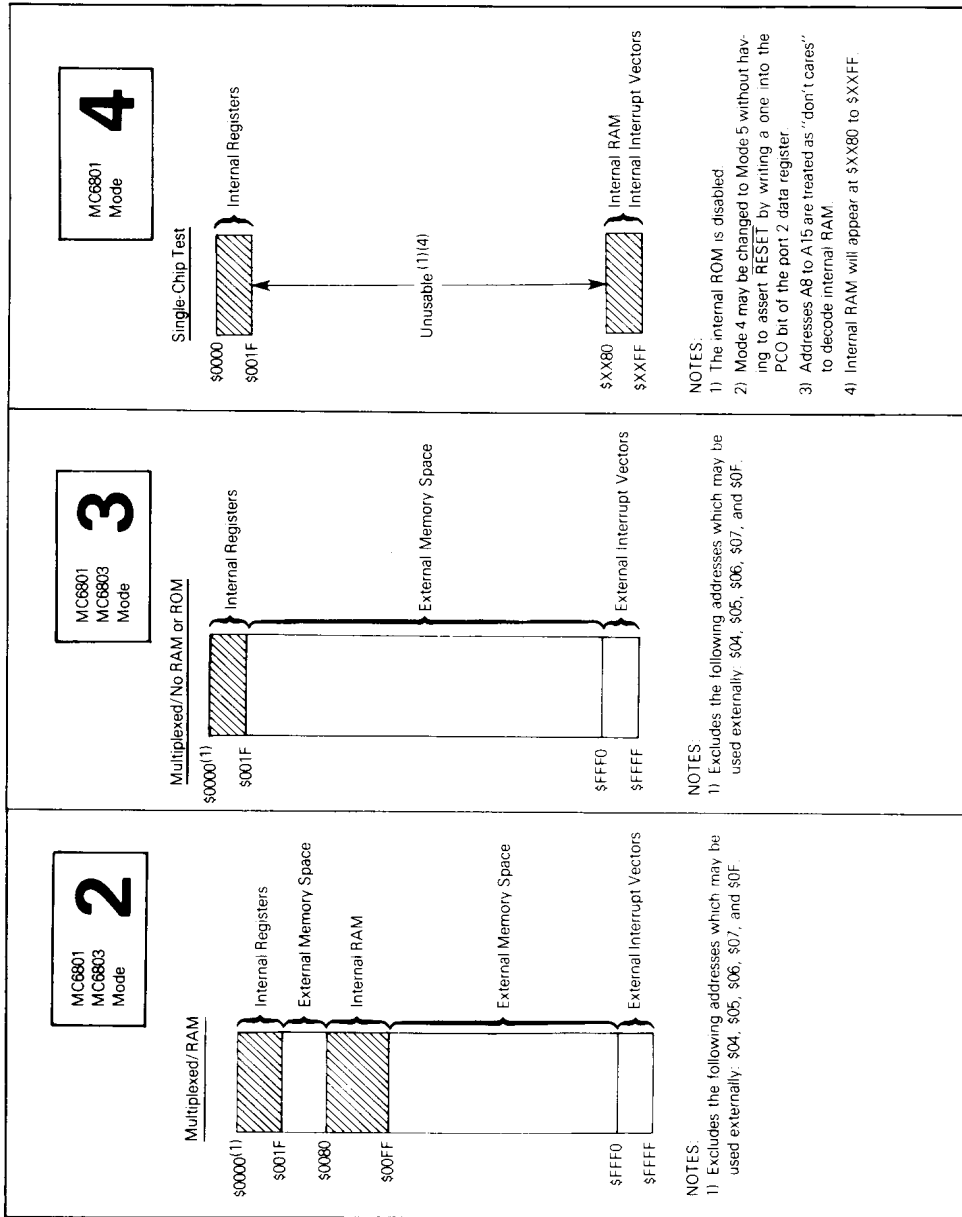 MC6801
MC6803
Mode
2
Multiplexed/RAM
$0000(1)
$001F
$0080
$00FF
$FFF0
$FFFF
Internal Registers
External Memory Space
Internal RAM
External Memory Space
External Interrupt Vectors
NOTES:
1) Excludes the following addresses which may be
used externally: $04, $05, $06, $07, and $0F.
MC6801
MC6803
Mode
3
Multiplexed/No RAM or ROM
$0000(1)
$001F
$FFF0
$FFFF
Internal Registers
External Memory Space
External Interrupt Vectors
NOTES:
1) Excludes the following addresses which may be
used externally: $04, $05, $06, $07, and $0F.
MC6801
Mode
4
Single-Chip Test
$0000
$001F
Internal Registers
Unusable(1)(4)
$XX80
$XXFF
Internal RAM
Internal Interrupt Vectors
NOTES:
1) The internal ROM is disabled.
2) Mode 4 may be changed to Mode 5 without hav-
ing to assert RESET by writing a one into the
PCO bit of the port 2 data register.
3) Addresses A8 to A15 are treated as "don't cares"
to decode internal RAM.
4) Internal RAM will appear at $XX80 to $XXFF.